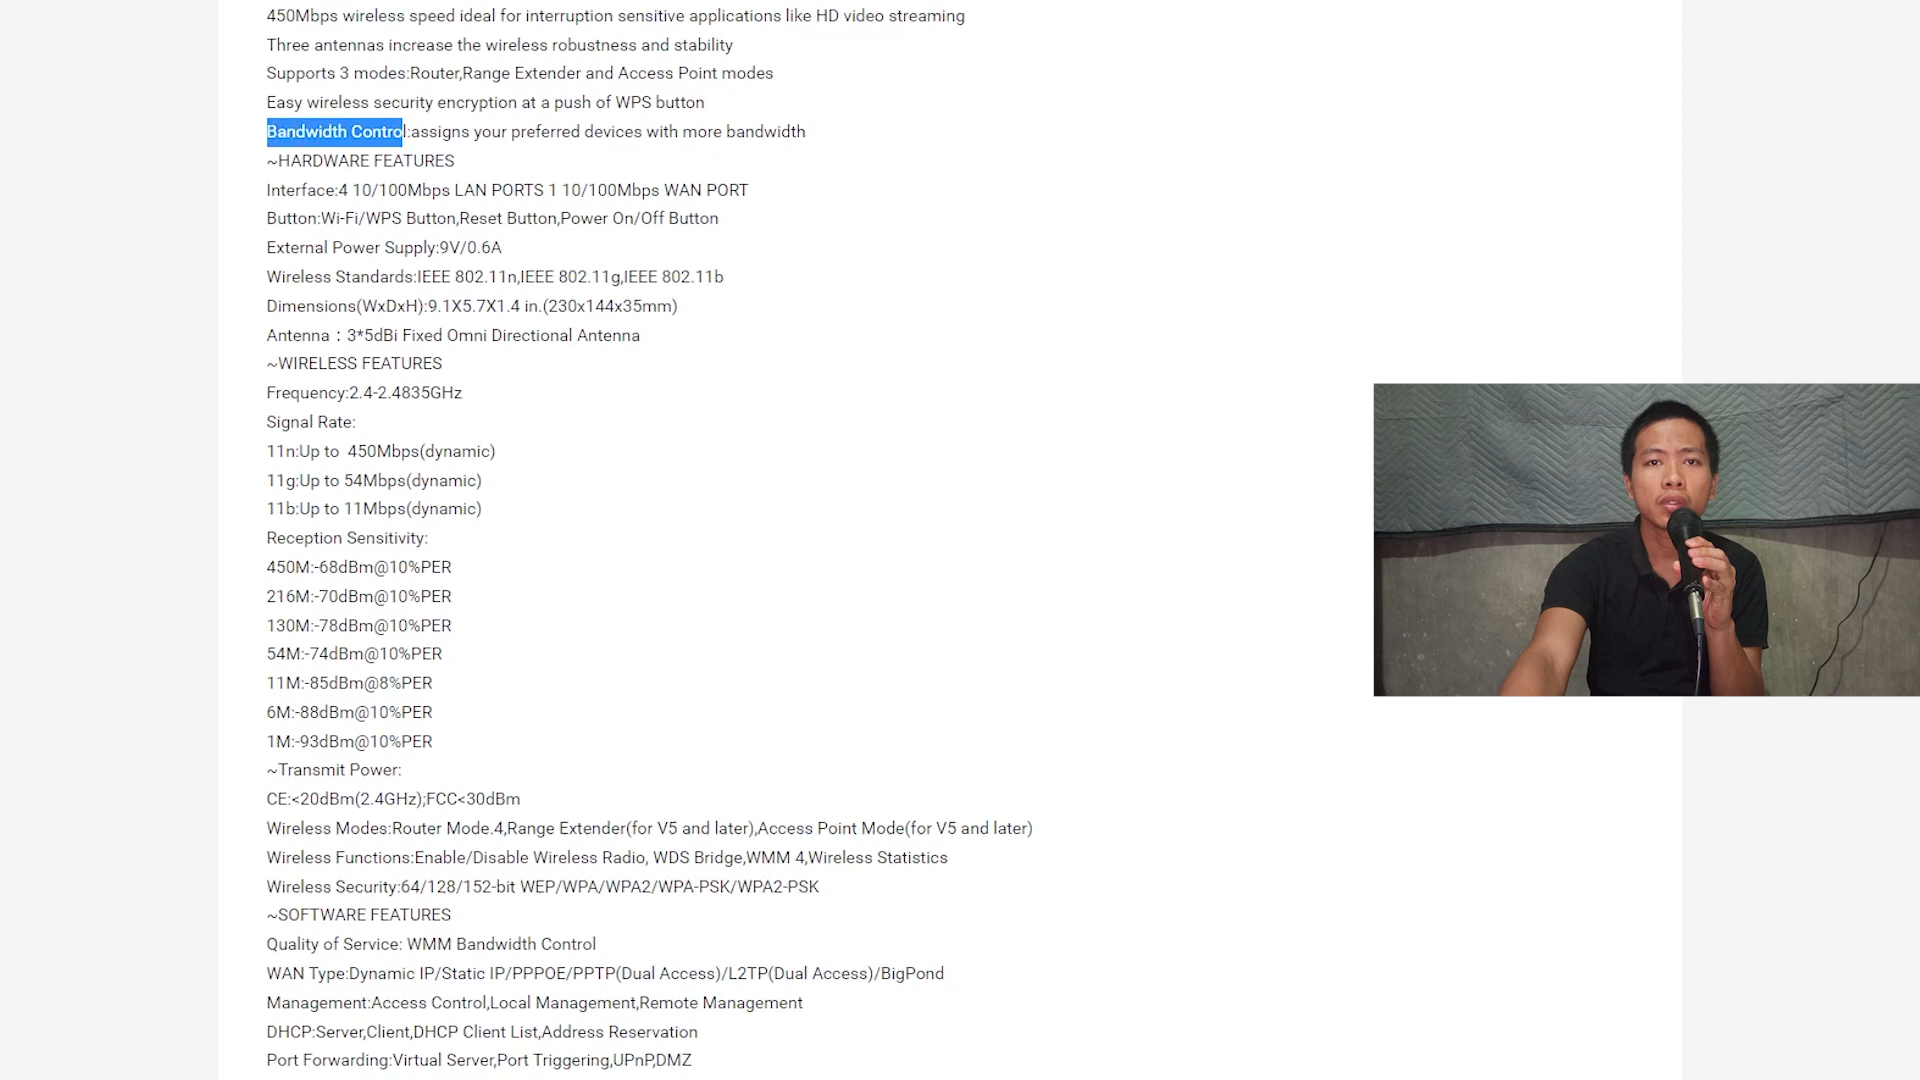 450Mbps wireless speed ideal for interruption sensitive applications like HD video streaming
Three antennas increase the wireless robustness and stability
Supports 3 modes:Router,Range Extender and Access Point modes
Easy wireless security encryption at a push of WPS button
Bandwidth Control:assigns your preferred devices with more bandwidth
~HARDWARE FEATURES
Interface:4 10/100Mbps LAN PORTS 1 10/100Mbps WAN PORT
Button:Wi-Fi/WPS Button,Reset Button,Power On/Off Button
External Power Supply:9V/0.6A
Wireless Standards:IEEE 802.11n,IEEE 802.11g,IEEE 802.11b
Dimensions(WxDxH):9.1X5.7X1.4 in.(230x144x35mm)
Antenna：3*5dBi Fixed Omni Directional Antenna
~WIRELESS FEATURES
Frequency:2.4-2.4835GHz
Signal Rate:
11n:Up to  450Mbps(dynamic)
11g:Up to 54Mbps(dynamic)
11b:Up to 11Mbps(dynamic)
Reception Sensitivity:
450M:-68dBm@10%PER
216M:-70dBm@10%PER
130M:-78dBm@10%PER
54M:-74dBm@10%PER
11M:-85dBm@8%PER
6M:-88dBm@10%PER
1M:-93dBm@10%PER
~Transmit Power:
CE:<20dBm(2.4GHz);FCC<30dBm
Wireless Modes:Router Mode.4,Range Extender(for V5 and later),Access Point Mode(for V5 and later)
Wireless Functions:Enable/Disable Wireless Radio, WDS Bridge,WMM 4,Wireless Statistics
Wireless Security:64/128/152-bit WEP/WPA/WPA2/WPA-PSK/WPA2-PSK
~SOFTWARE FEATURES
Quality of Service: WMM Bandwidth Control
WAN Type:Dynamic IP/Static IP/PPPOE/PPTP(Dual Access)/L2TP(Dual Access)/BigPond
Management:Access Control,Local Management,Remote Management
DHCP:Server,Client,DHCP Client List,Address Reservation
Port Forwarding:Virtual Server,Port Triggering,UPnP,DMZ